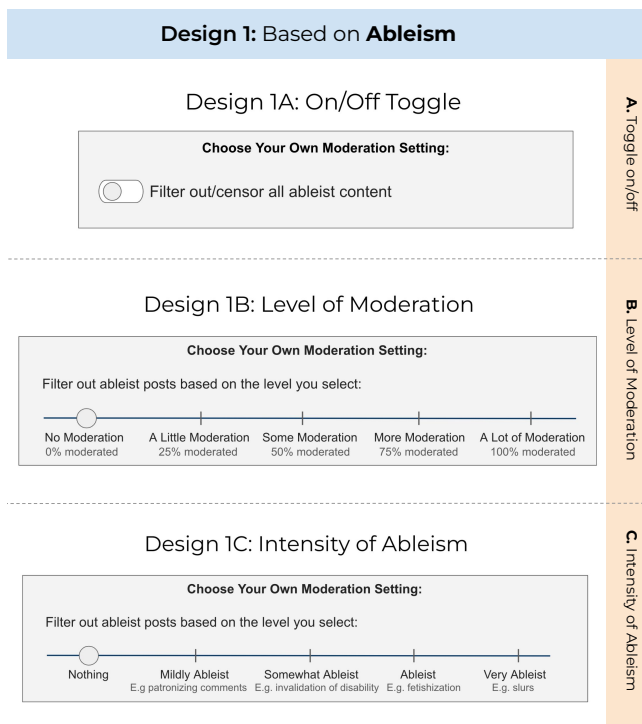 Design 1: Based on Ableism
Design 1A: On/Off Toggle
A. Toggle on/off
Choose Your Own Moderation Setting:
Filter out/censor all ableist content
Design 1B: Level of Moderation
B. Level of Moderation
Choose Your Own Moderation Setting:
Filter out ableist posts based on the level you select:
No Moderation A Little Moderation Some Moderation More Moderation A Lot of Moderation
0% moderated 25% moderated 50% moderated 75% moderated 100% moderated
Design 1C: Intensity of Ableism
C. Intensity of Ableism
Choose Your Own Moderation Setting:
Filter out ableist posts based on the level you select:
Nothing Mildly Ableist Somewhat Ableist Ableist Very Ableist
E.g patronizing comments E.g. invalidation of disability E.g. fetishization E.g. slurs